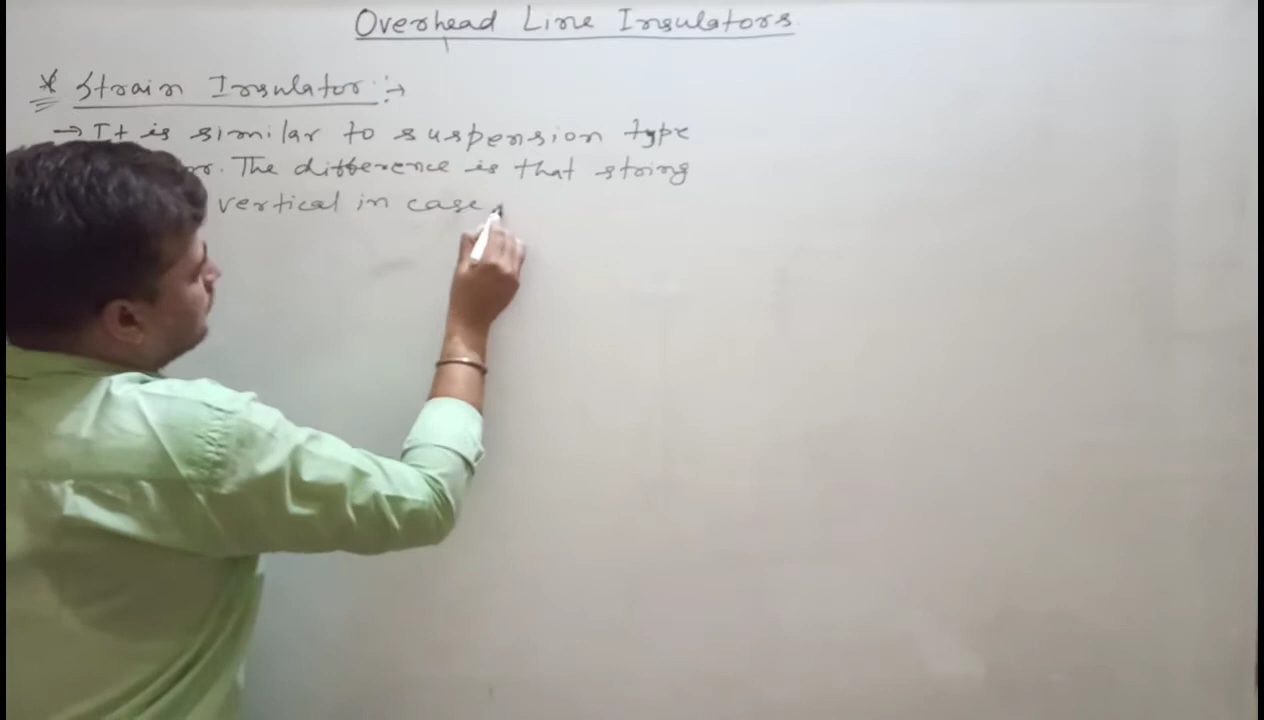 Overhead Line Insulators
* Strain Insulator :→
→ It is similar to suspension type
The difference is that string
vertical in case